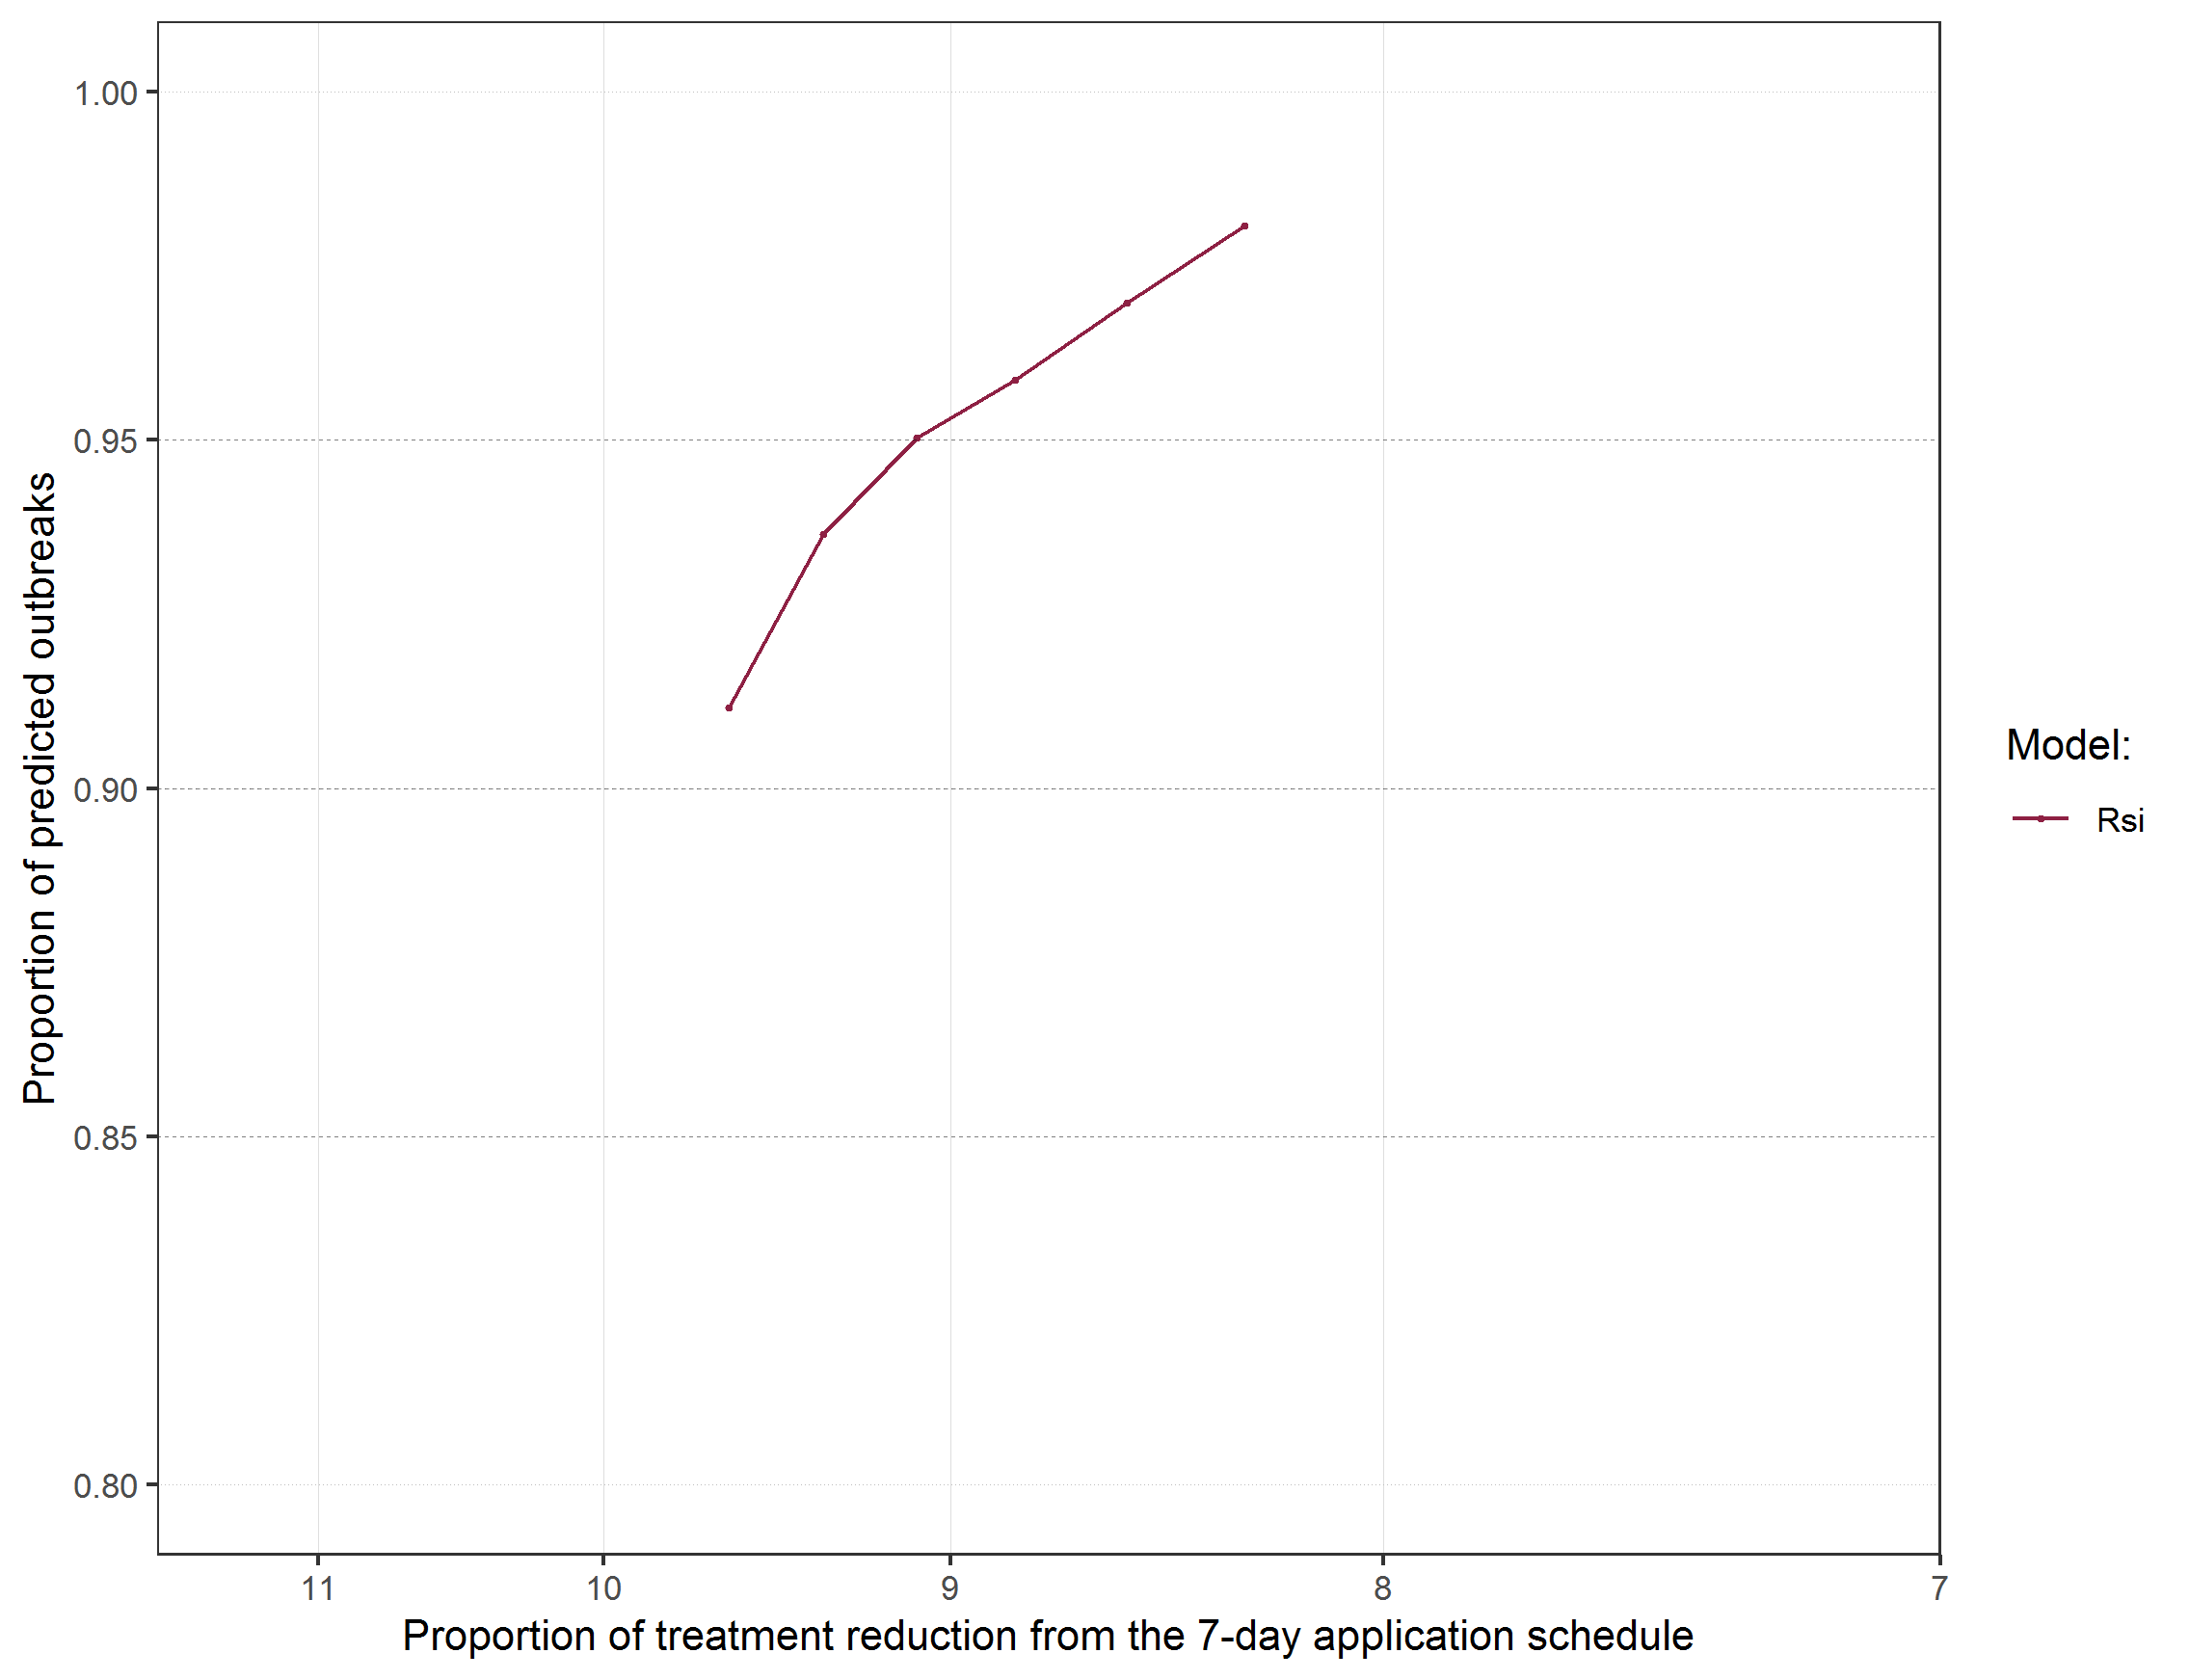 1.00
0.95
0.90
0.85
0.80
Proportion of predicted outbreaks
11 10 9 8 7
Proportion of treatment reduction from the 7-day application schedule
Model:
Rsi